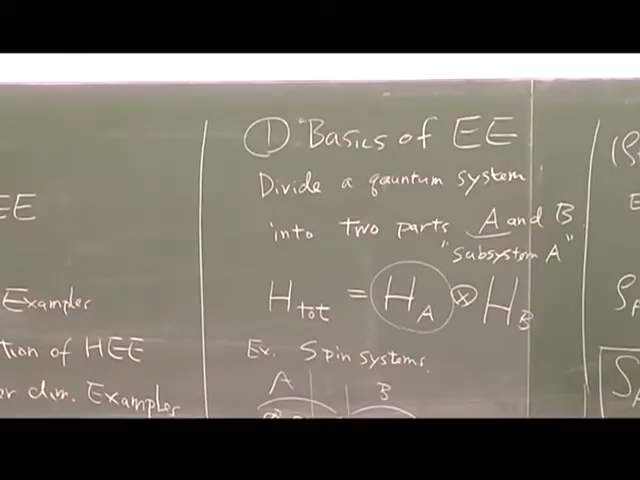 EE
Examples
tion of HEE
er dim. Examples
① Basics of EE
Divide a qauntum system
into two parts A and B
"subsystem A"
H_tot = H_A ⊗ H_B
Ex. Spin systems.
A B